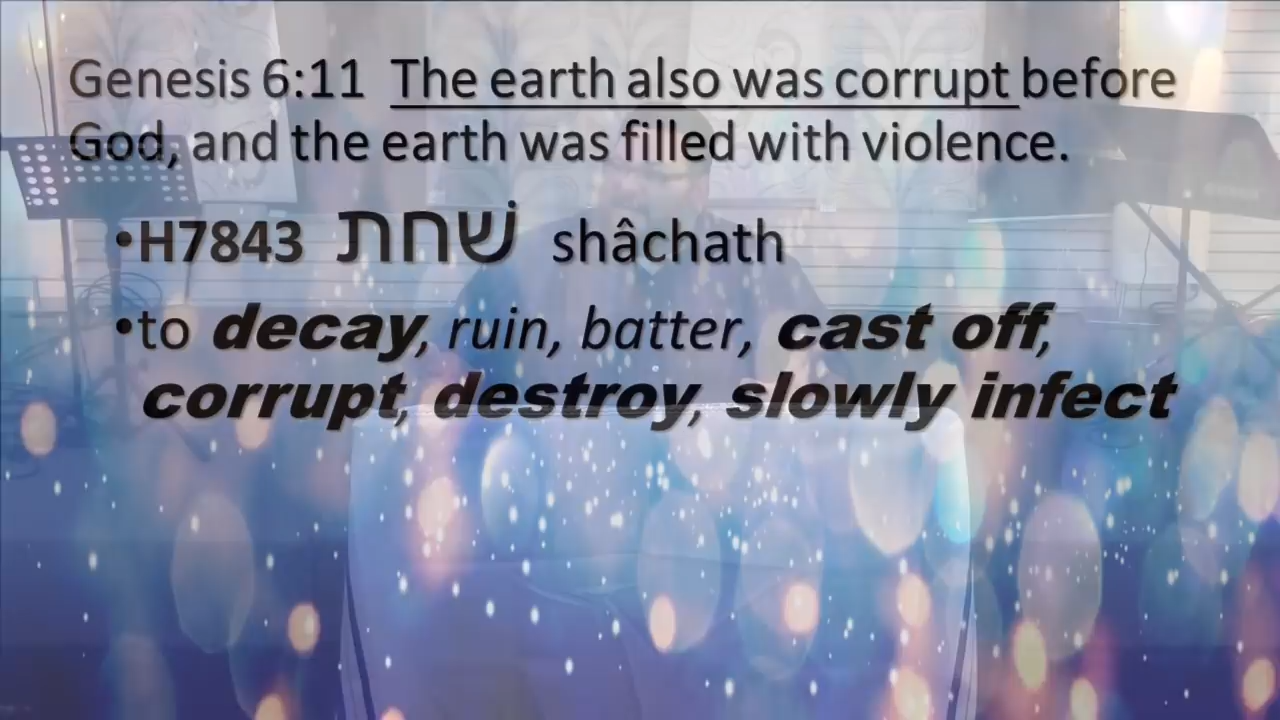 Genesis 6:11 The earth also was corrupt before
God, and the earth was filled with violence.
•H7843 שׁחת shâchath
•to decay, ruin, batter, cast off,
corrupt, destroy, slowly infect